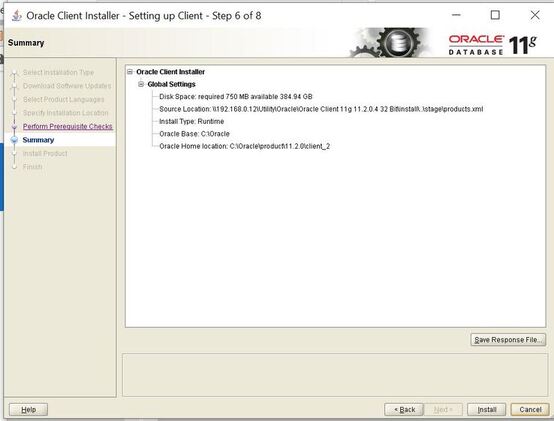 Oracle Client Installer - Setting up Client - Step 6 of 8
Summary
ORACLE
DATABASE 11g
Select Installation Type
Download Software Updates
Select Product Languages
Specify Installation Location
Perform Prerequisite Checks
Summary
Install Product
Finish
Oracle Client Installer
Global Settings
Disk Space: required 750 MB available 384.94 GB
Source Location: \\192.168.0.12\Utility\Oracle\Oracle Client 11g 11.2.0.4 32 Bit\install\..\stage\products.xml
Install Type: Runtime
Oracle Base: C:\Oracle
Oracle Home location: C:\Oracle\product\11.2.0\client_2
Save Response File...
Help
< Back
Next >
Install
Cancel